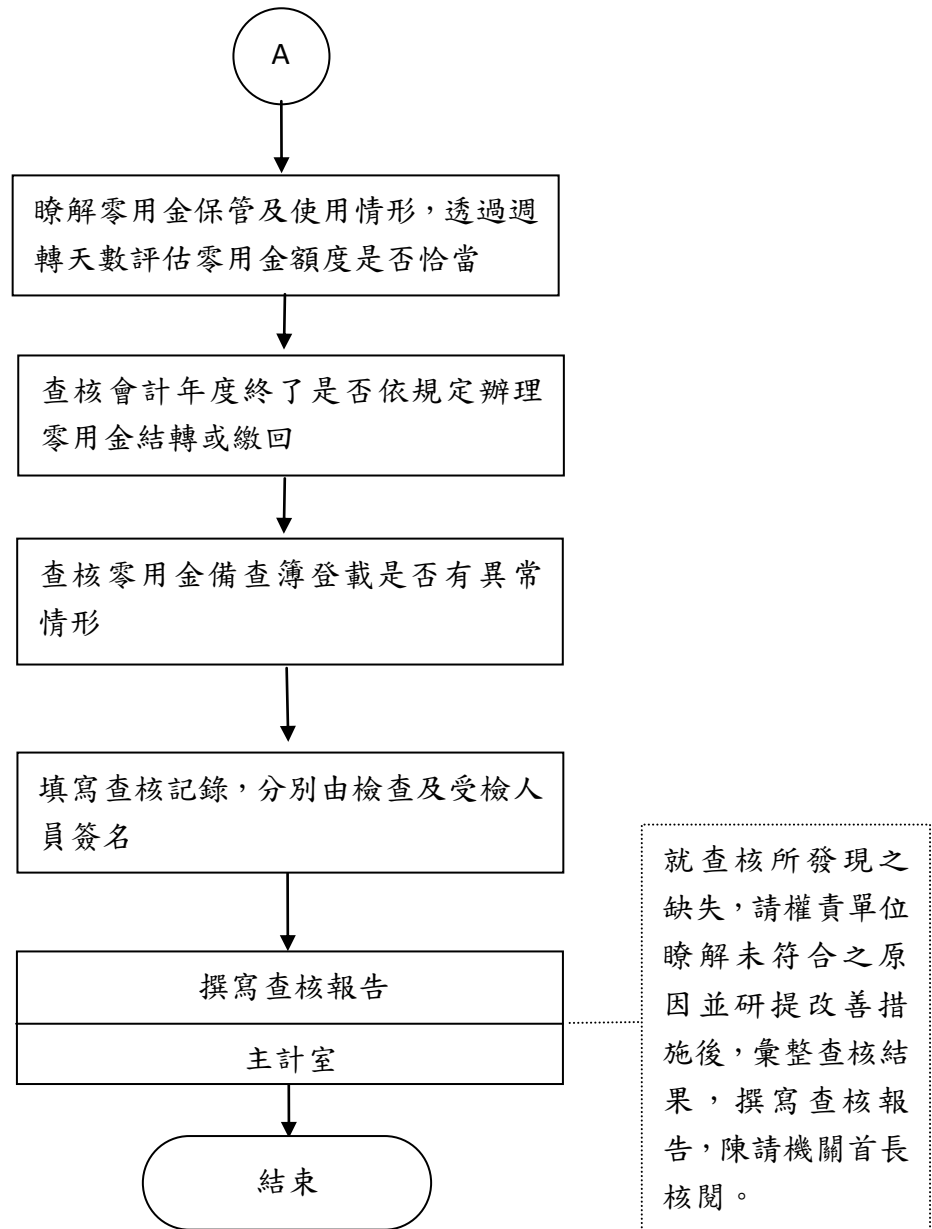 A
瞭解零用金保管及使用情形，透過週
轉天數評估零用金額度是否恰當
查核會計年度終了是否依規定辦理
零用金結轉或繳回
查核零用金備查簿登載是否有異常
情形
填寫查核記錄，分別由檢查及受檢人
員簽名
撰寫查核報告
主計室
結束
就查核所發現之
缺失，請權責單位
瞭解未符合之原
因並研提改善措
施後，彙整查核結
果，撰寫查核報
告，陳請機關首長
核閱。